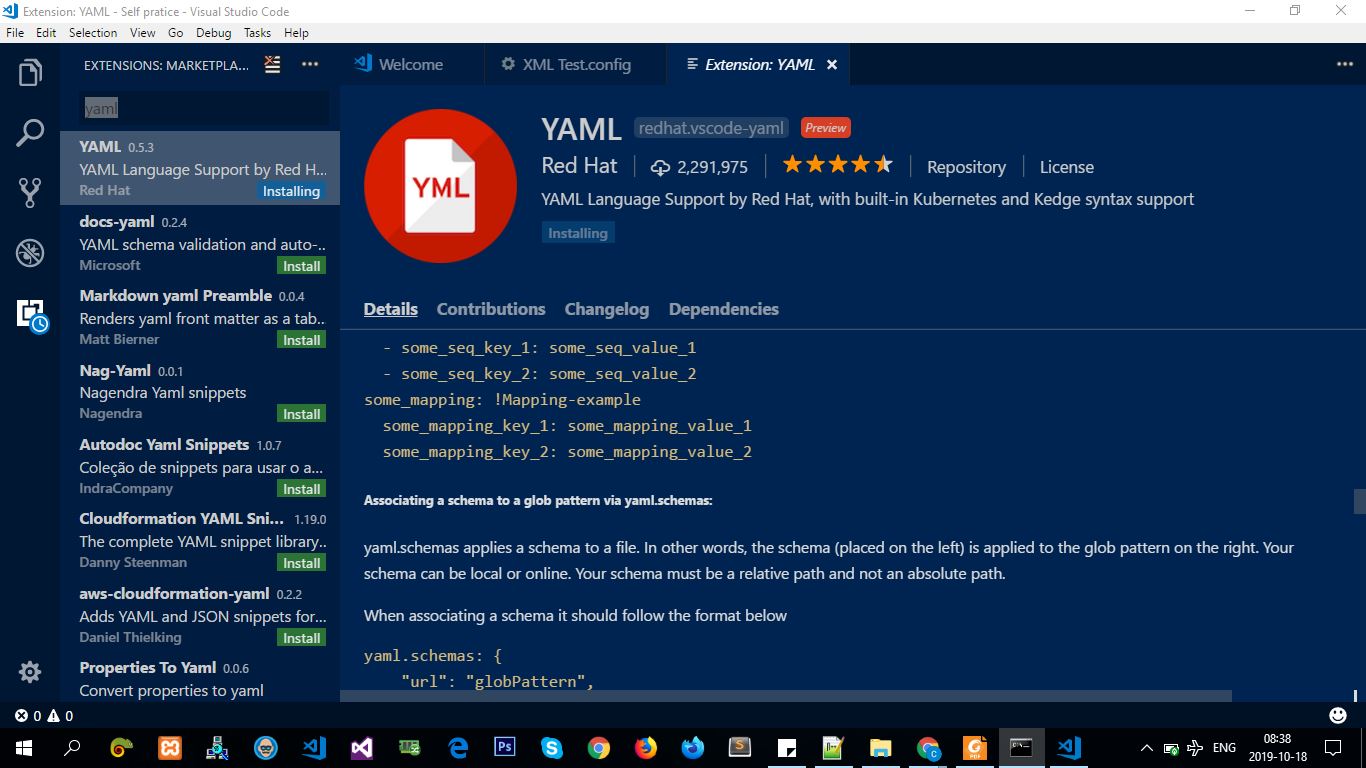 Extension: YAML - Self pratice - Visual Studio Code
File Edit Selection View Go Debug Tasks Help
EXTENSIONS: MARKETPLA...
Welcome
XML Test.config
Extension: YAML
yaml
YAML 0.5.3
YAML Language Support by Red H...
Red Hat
Installing
docs-yaml 0.2.4
YAML schema validation and auto-...
Microsoft
Install
Markdown yaml Preamble 0.0.4
Renders yaml front matter as a tab...
Matt Bierner
Install
Nag-Yaml 0.0.1
Nagendra Yaml snippets
Nagendra
Install
Autodoc Yaml Snippets 1.0.7
Coleção de snippets para usar o a...
IndraCompany
Install
Cloudformation YAML Sni... 1.19.0
The complete YAML snippet library...
Danny Steenman
Install
aws-cloudformation-yaml 0.2.2
Adds YAML and JSON snippets for...
Daniel Thielking
Install
Properties To Yaml 0.0.6
Convert properties to yaml
YML
YAML redhat.vscode-yaml Preview
Red Hat 2,291,975 Repository License
YAML Language Support by Red Hat, with built-in Kubernetes and Kedge syntax support
Installing
Details Contributions Changelog Dependencies
- some_seq_key_1: some_seq_value_1
- some_seq_key_2: some_seq_value_2
some_mapping: !Mapping-example
some_mapping_key_1: some_mapping_value_1
some_mapping_key_2: some_mapping_value_2
Associating a schema to a glob pattern via yaml.schemas:
yaml.schemas applies a schema to a file. In other words, the schema (placed on the left) is applied to the glob pattern on the right. Your
schema can be local or online. Your schema must be a relative path and not an absolute path.
When associating a schema it should follow the format below
yaml.schemas: {
"url": "globPattern",
0 0
Ps
ENG
08:38
2019-10-18